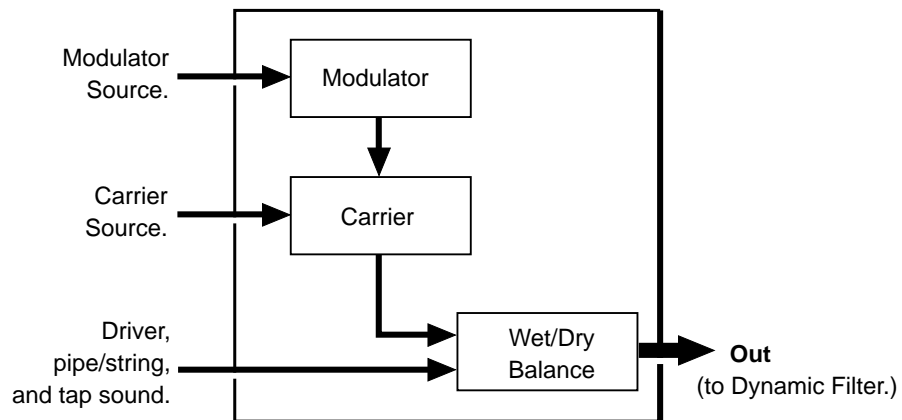 Modulator
Source.
Modulator
Carrier
Source.
Carrier
Driver,
pipe/string,
and tap sound.
Wet/Dry
Balance
Out
(to Dynamic Filter.)